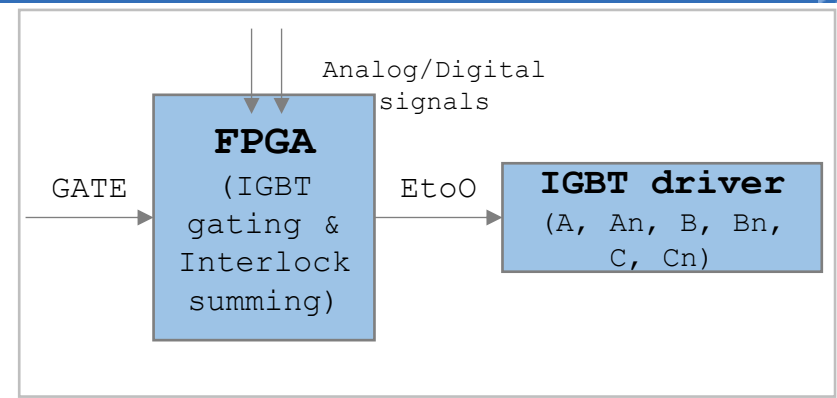 Analog/Digital
signals
FPGA
(IGBT
gating &
Interlock
summing)
GATE
EtoO
IGBT driver
(A, An, B, Bn,
C, Cn)